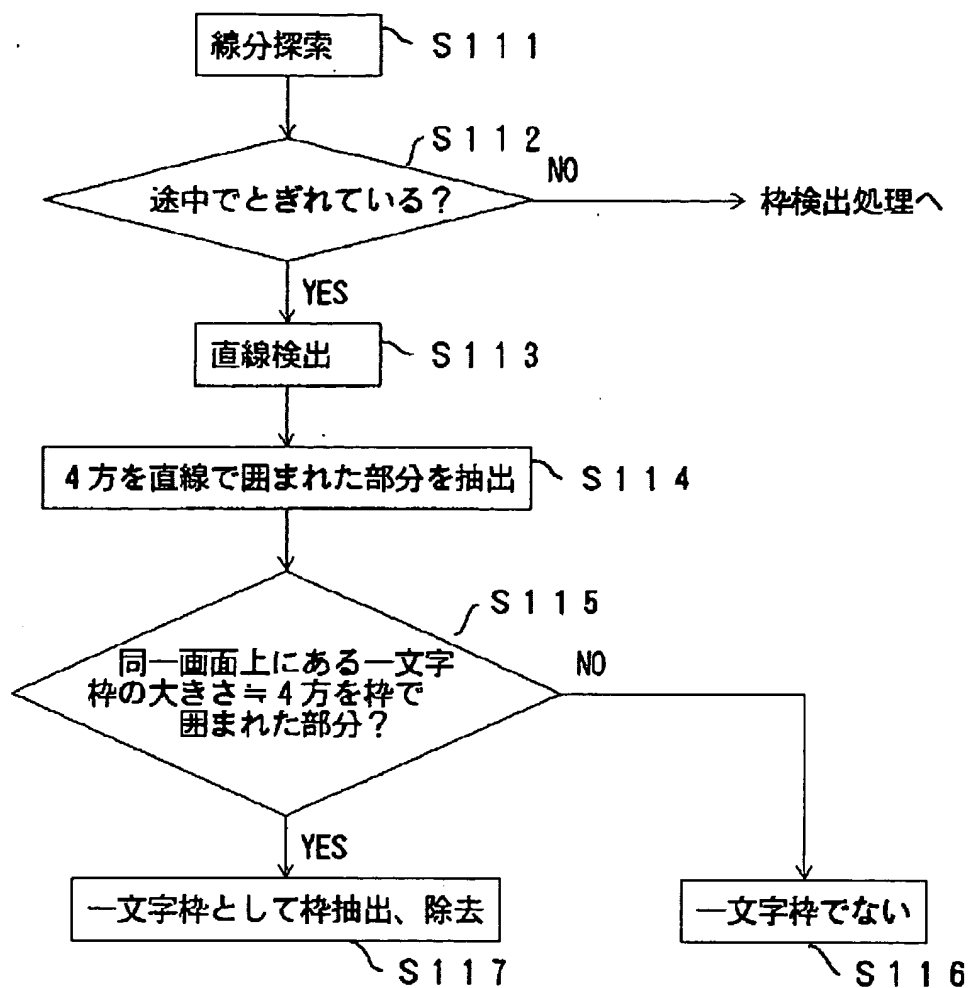 線分探索
S111
S112
途中でとぎれている?
NO
枠検出処理へ
YES
直線検出
S113
4方を直線で囲まれた部分を抽出
S114
S115
同一画面上にある一文字
枠の大きさ≒4方を枠で
囲まれた部分?
NO
YES
一文字枠として枠抽出、除去
一文字枠でない
S117
S116